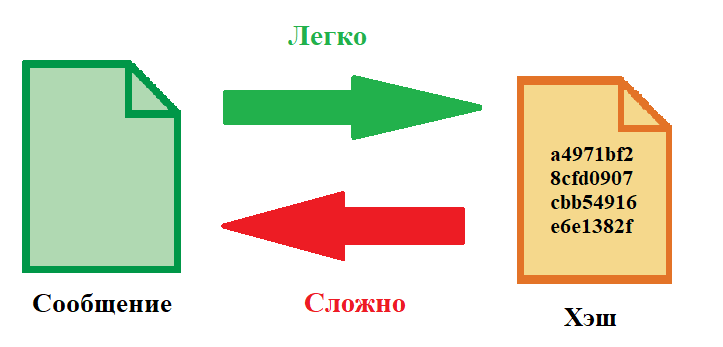 Легко
a4971bf2
8cfd0907
cbb54916
e6e1382f
Сообщение
Сложно
Хэш